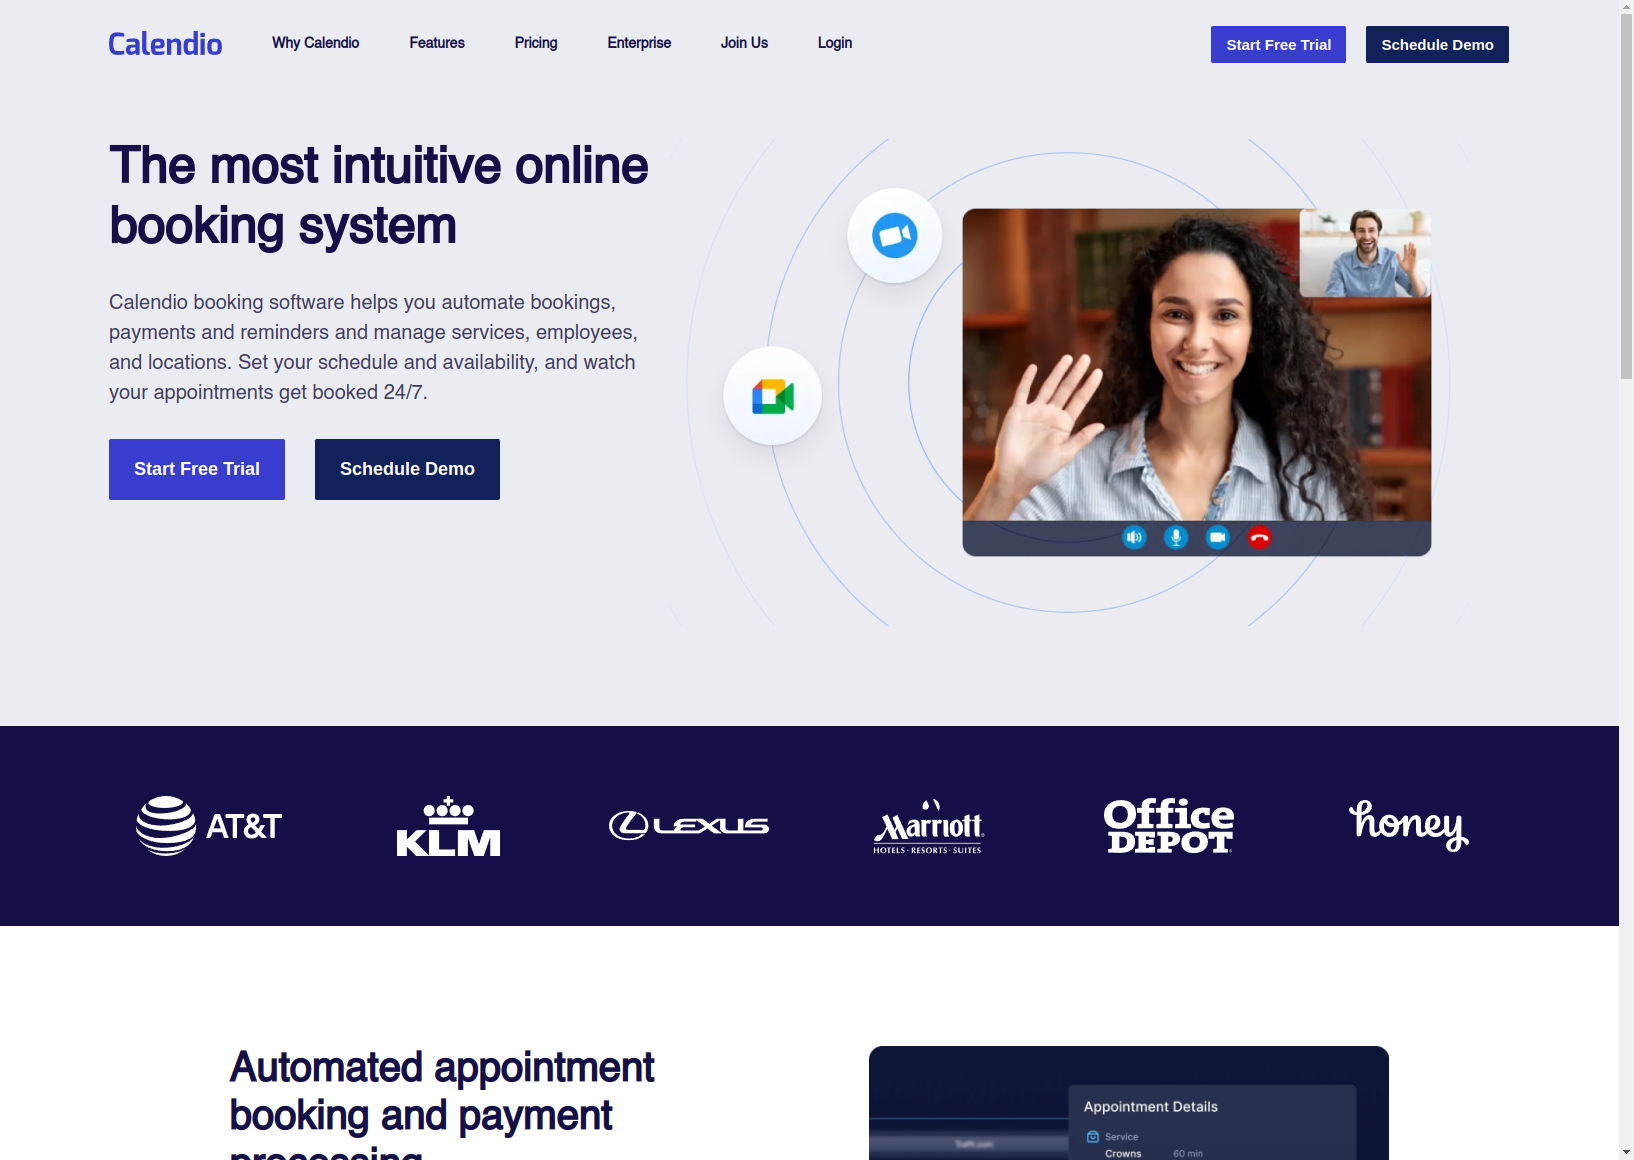 Calendio
Why Calendio
Features
Pricing
Enterprise
Join Us
Login
Start Free Trial
Schedule Demo
The most intuitive online
booking system
Calendio booking software helps you automate bookings,
payments and reminders and manage services, employees,
and locations. Set your schedule and availability, and watch
your appointments get booked 24/7.
Start Free Trial
Schedule Demo
AT&T
KLM
LEXUS
Marriott
HOTELS · RESORTS · SUITES
Office
DEPOT
honey
Automated appointment
booking and payment
processing
Appointment Details
Service
Crowns
60 min